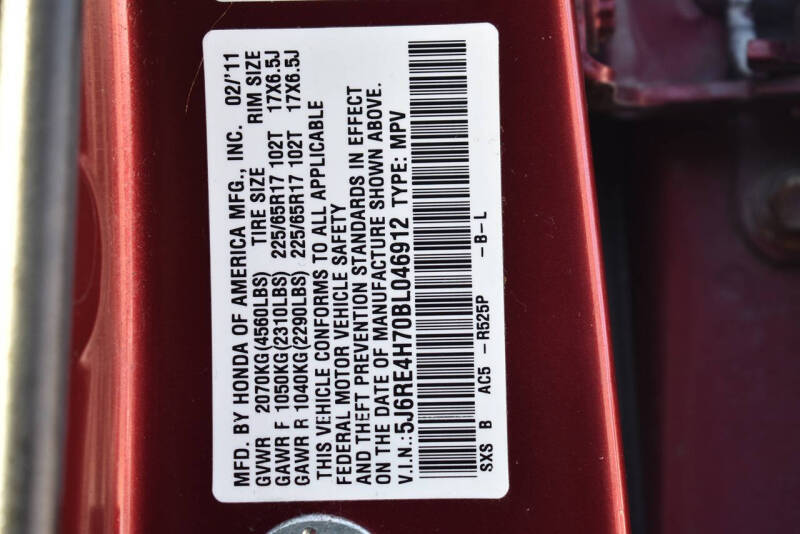 MFD. BY HONDA OF AMERICA MFG., INC. 02/'11
GVWR 2070KG(4560LBS) TIRE SIZE RIM SIZE
GAWR F 1050KG(2310LBS) 225/65R17 102T 17X6.5J
GAWR R 1040KG(2290LBS) 225/65R17 102T 17X6.5J
THIS VEHICLE CONFORMS TO ALL APPLICABLE
FEDERAL MOTOR VEHICLE SAFETY
AND THEFT PREVENTION STANDARDS IN EFFECT
ON THE DATE OF MANUFACTURE SHOWN ABOVE.
V.I.N.:5J6RE4H70BL046912 TYPE: MPV
SXS B AC5 -R525P -B-L